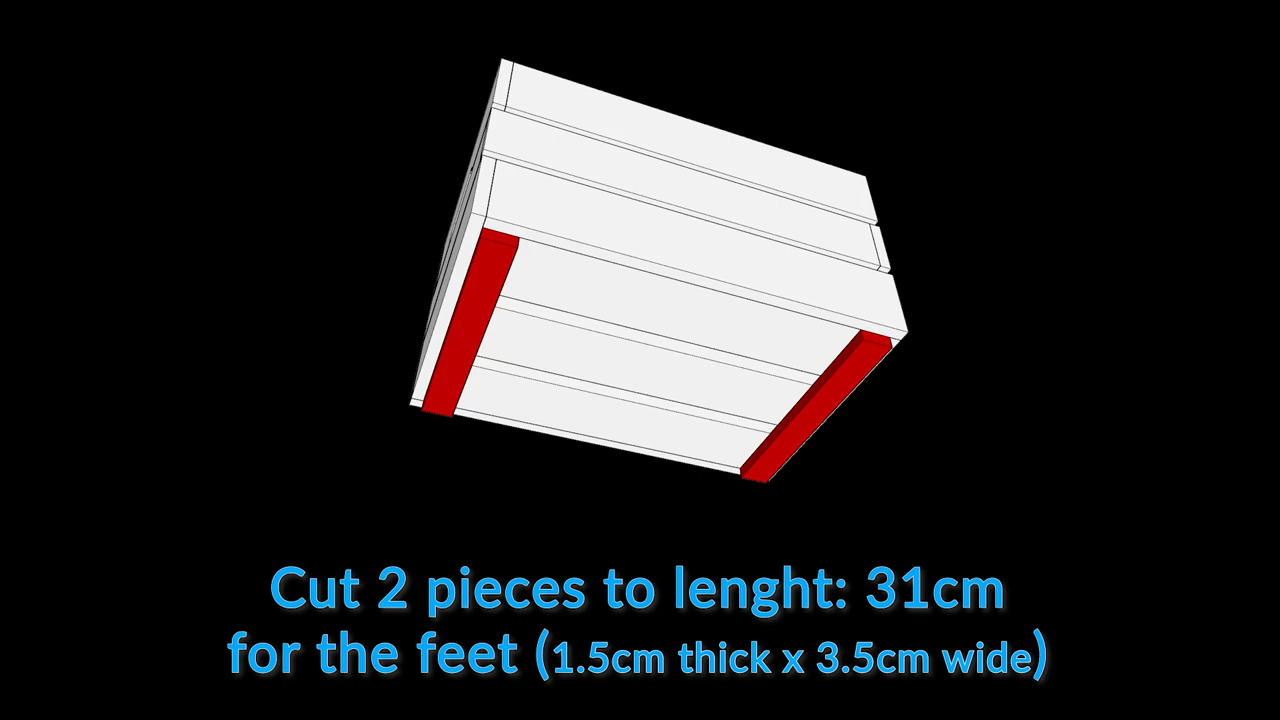 Cut 2 pieces to lenght: 31cm
for the feet (1.5cm thick x 3.5cm wide)